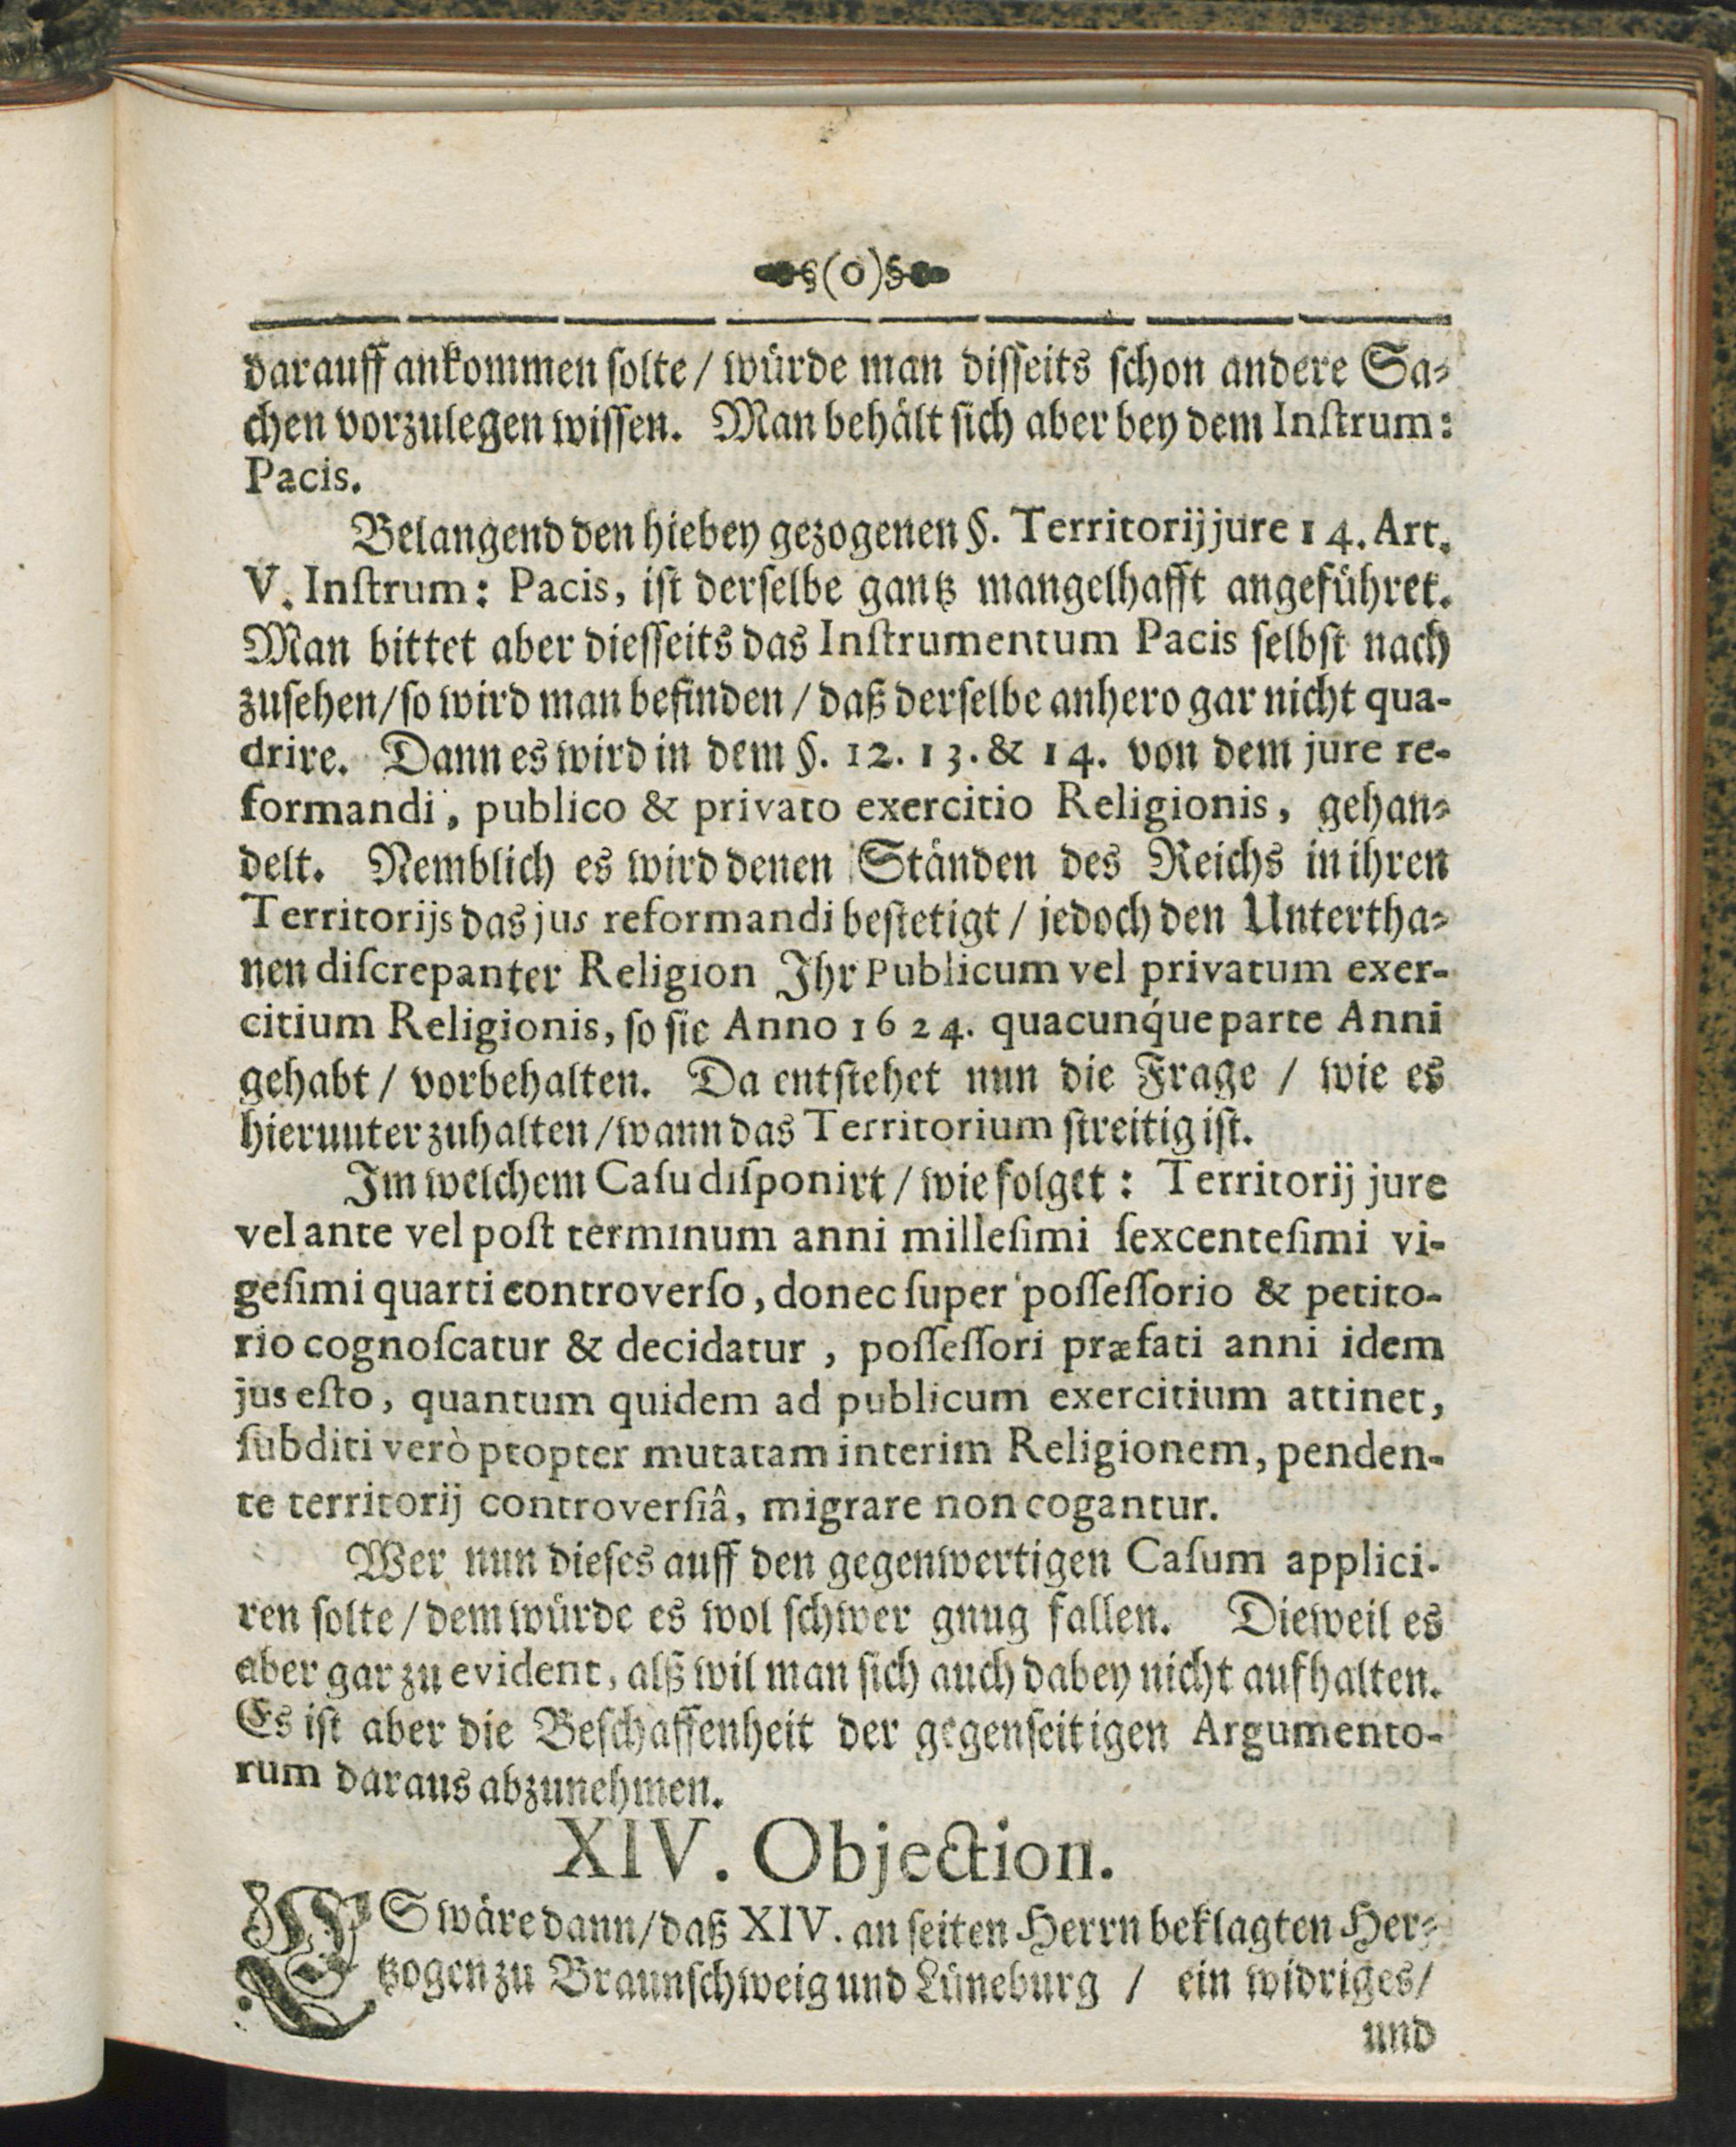 §(0)§
darauff ankommen solte / würde man disseits schon andere Sa-
chen vorzulegen wissen. Man behält sich aber bey dem Instrum:
Pacis.
Belangend den hiebey gezogenen §. Territorij jure 14. Art.
V. Instrum: Pacis, ist derselbe gantz mangelhafft angeführet.
Man bittet aber diesseits das Instrumentum Pacis selbst nach
zusehen / so wird man befinden / daß derselbe anhero gar nicht qua-
drire. Dann es wird in dem §. 12. 13. & 14. von dem jure re-
formandi, publico & privato exercitio Religionis, gehan-
delt. Nemblich es wird denen Ständen des Reichs in ihren
Territorijs das jus reformandi bestetigt / jedoch den Untertha-
nen discrepanter Religion Ihr Publicum vel privatum exer-
citium Religionis, so sie Anno 1624. quacunq́ue parte Anni
gehabt / vorbehalten. Da entstehet nun die Frage / wie es
hierunter zuhalten / wann das Territorium streitig ist.
Im welchem Casu disponirt / wie folget: Territorij jure
vel ante vel post terminum anni millesimi sexcentesimi vi-
gesimi quarti controverso, donec super possessorio & petito-
rio cognoscatur & decidatur, possessori præfati anni idem
jus esto, quantum quidem ad publicum exercitium attinet,
subditi verò ptopter mutatam interim Religionem, penden-
te territorij controversiâ, migrare non cogantur.
Wer nun dieses auff den gegenwertigen Casum applici-
ren solte / dem würde es wol schwer gnug fallen. Dieweil es
aber gar zu evident, alß wil man sich auch dabey nicht aufhalten.
Es ist aber die Beschaffenheit der gegenseitigen Argumento-
rum daraus abzunehmen.
XIV. Objection.
ES wäre dann / daß XIV. an seiten Herrn beklagten Her-
tzogen zu Braunschweig und Lüneburg / ein widriges /
und